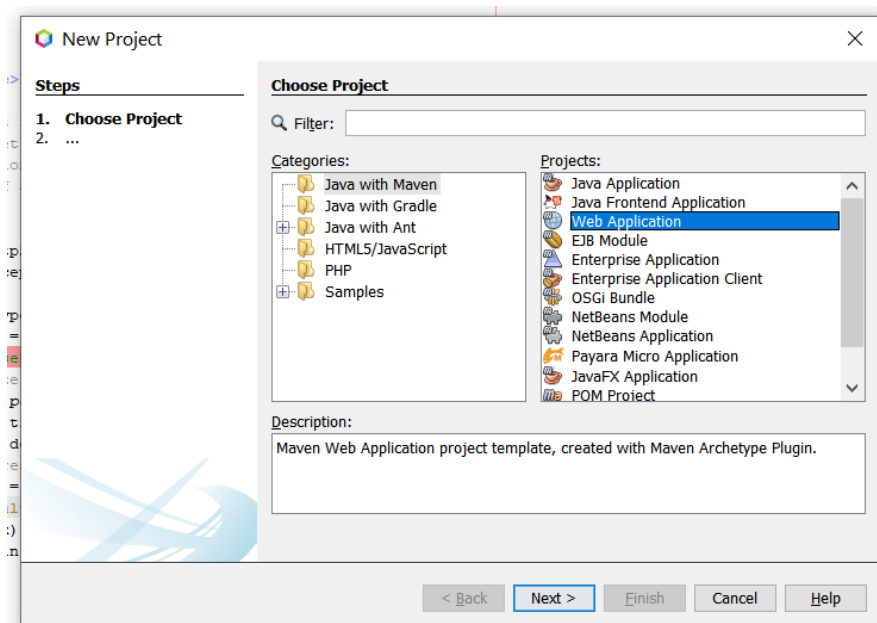 New Project
Steps
1. Choose Project
2. ...
Choose Project
Filter:
Categories:
Java with Maven
Java with Gradle
Java with Ant
HTML5/JavaScript
PHP
Samples
Projects:
Java Application
Java Frontend Application
Web Application
EJB Module
Enterprise Application
Enterprise Application Client
OSGi Bundle
NetBeans Module
NetBeans Application
Payara Micro Application
JavaFX Application
POM Project
Description:
Maven Web Application project template, created with Maven Archetype Plugin.
< Back
Next >
Finish
Cancel
Help